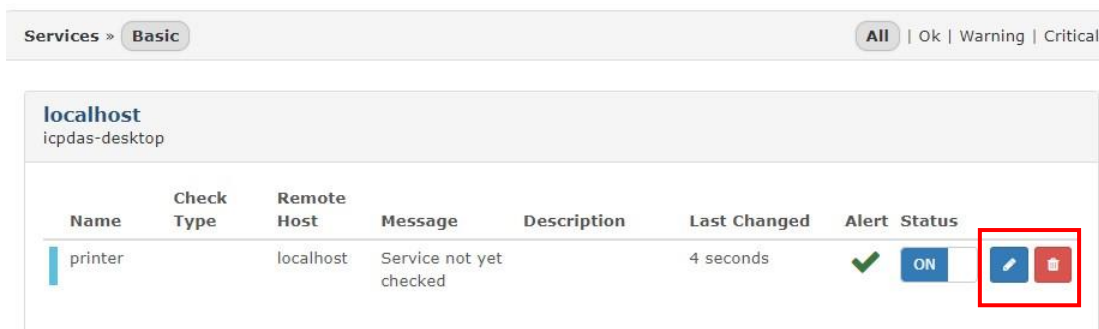 Services » Basic
All | Ok | Warning | Critical
localhost
icpdas-desktop
Name Check Type Remote Host Message Description Last Changed Alert Status
printer localhost Service not yet checked 4 seconds ON